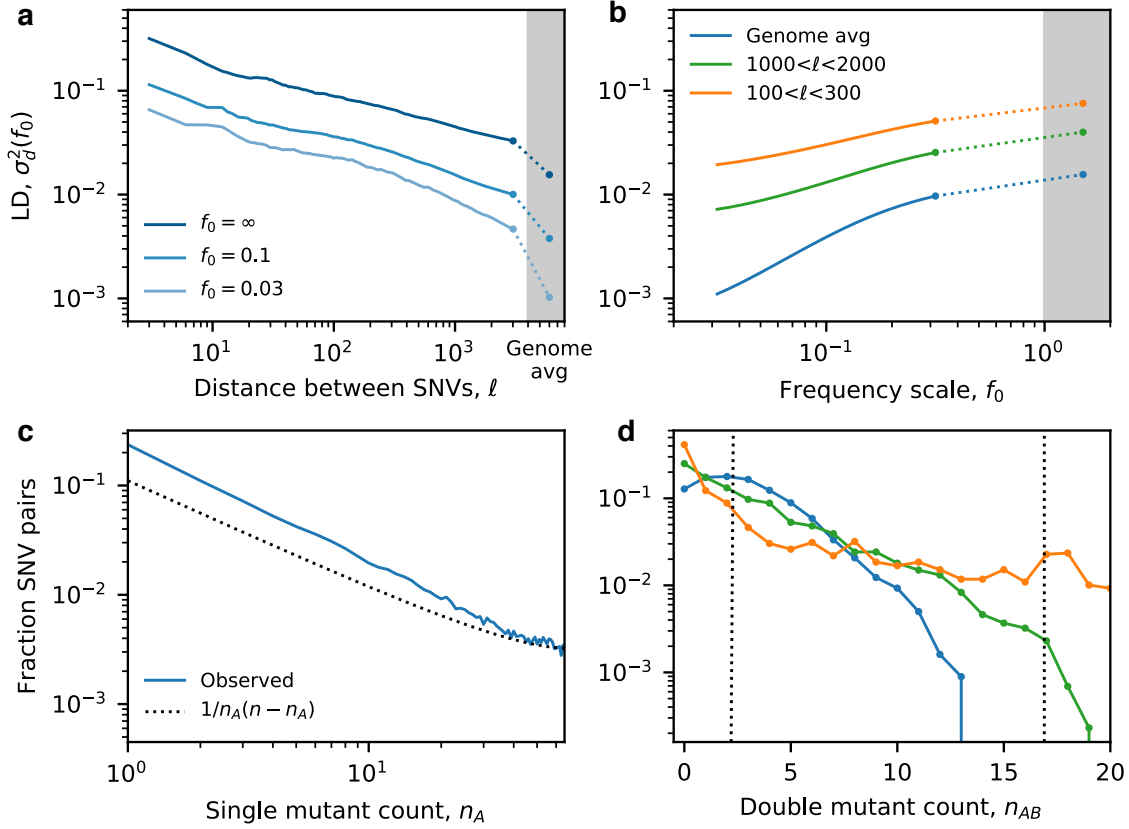 a
10⁻¹
10⁻²
10⁻³
LD, σ_d²(f₀)
f₀ = ∞
f₀ = 0.1
f₀ = 0.03
10¹
10²
10³
Genome
avg
Distance between SNVs, ℓ
b
10⁻¹
10⁻²
10⁻³
Genome avg
1000<ℓ<2000
100<ℓ<300
10⁻¹
10⁰
Frequency scale, f₀
c
10⁻¹
10⁻²
10⁻³
Fraction SNV pairs
Observed
1/n_A(n − n_A)
10⁰
10¹
Single mutant count, n_A
d
10⁻¹
10⁻²
10⁻³
0
5
10
15
20
Double mutant count, n_AB